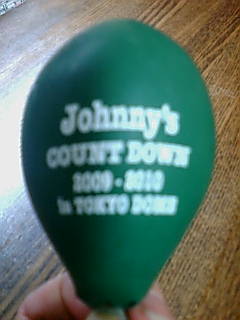 Johnny's
COUNT DOWN
2009-2010
in TOKYO DOME